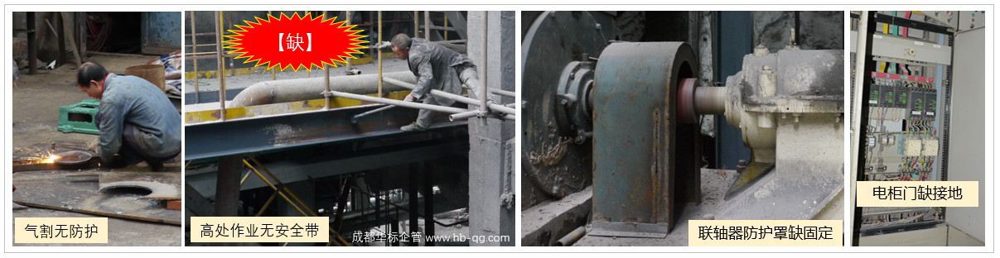 【缺】
气割无防护
高处作业无安全带
成都华标企管 www.hb-qg.com
联轴器防护罩缺固定
电柜门缺接地